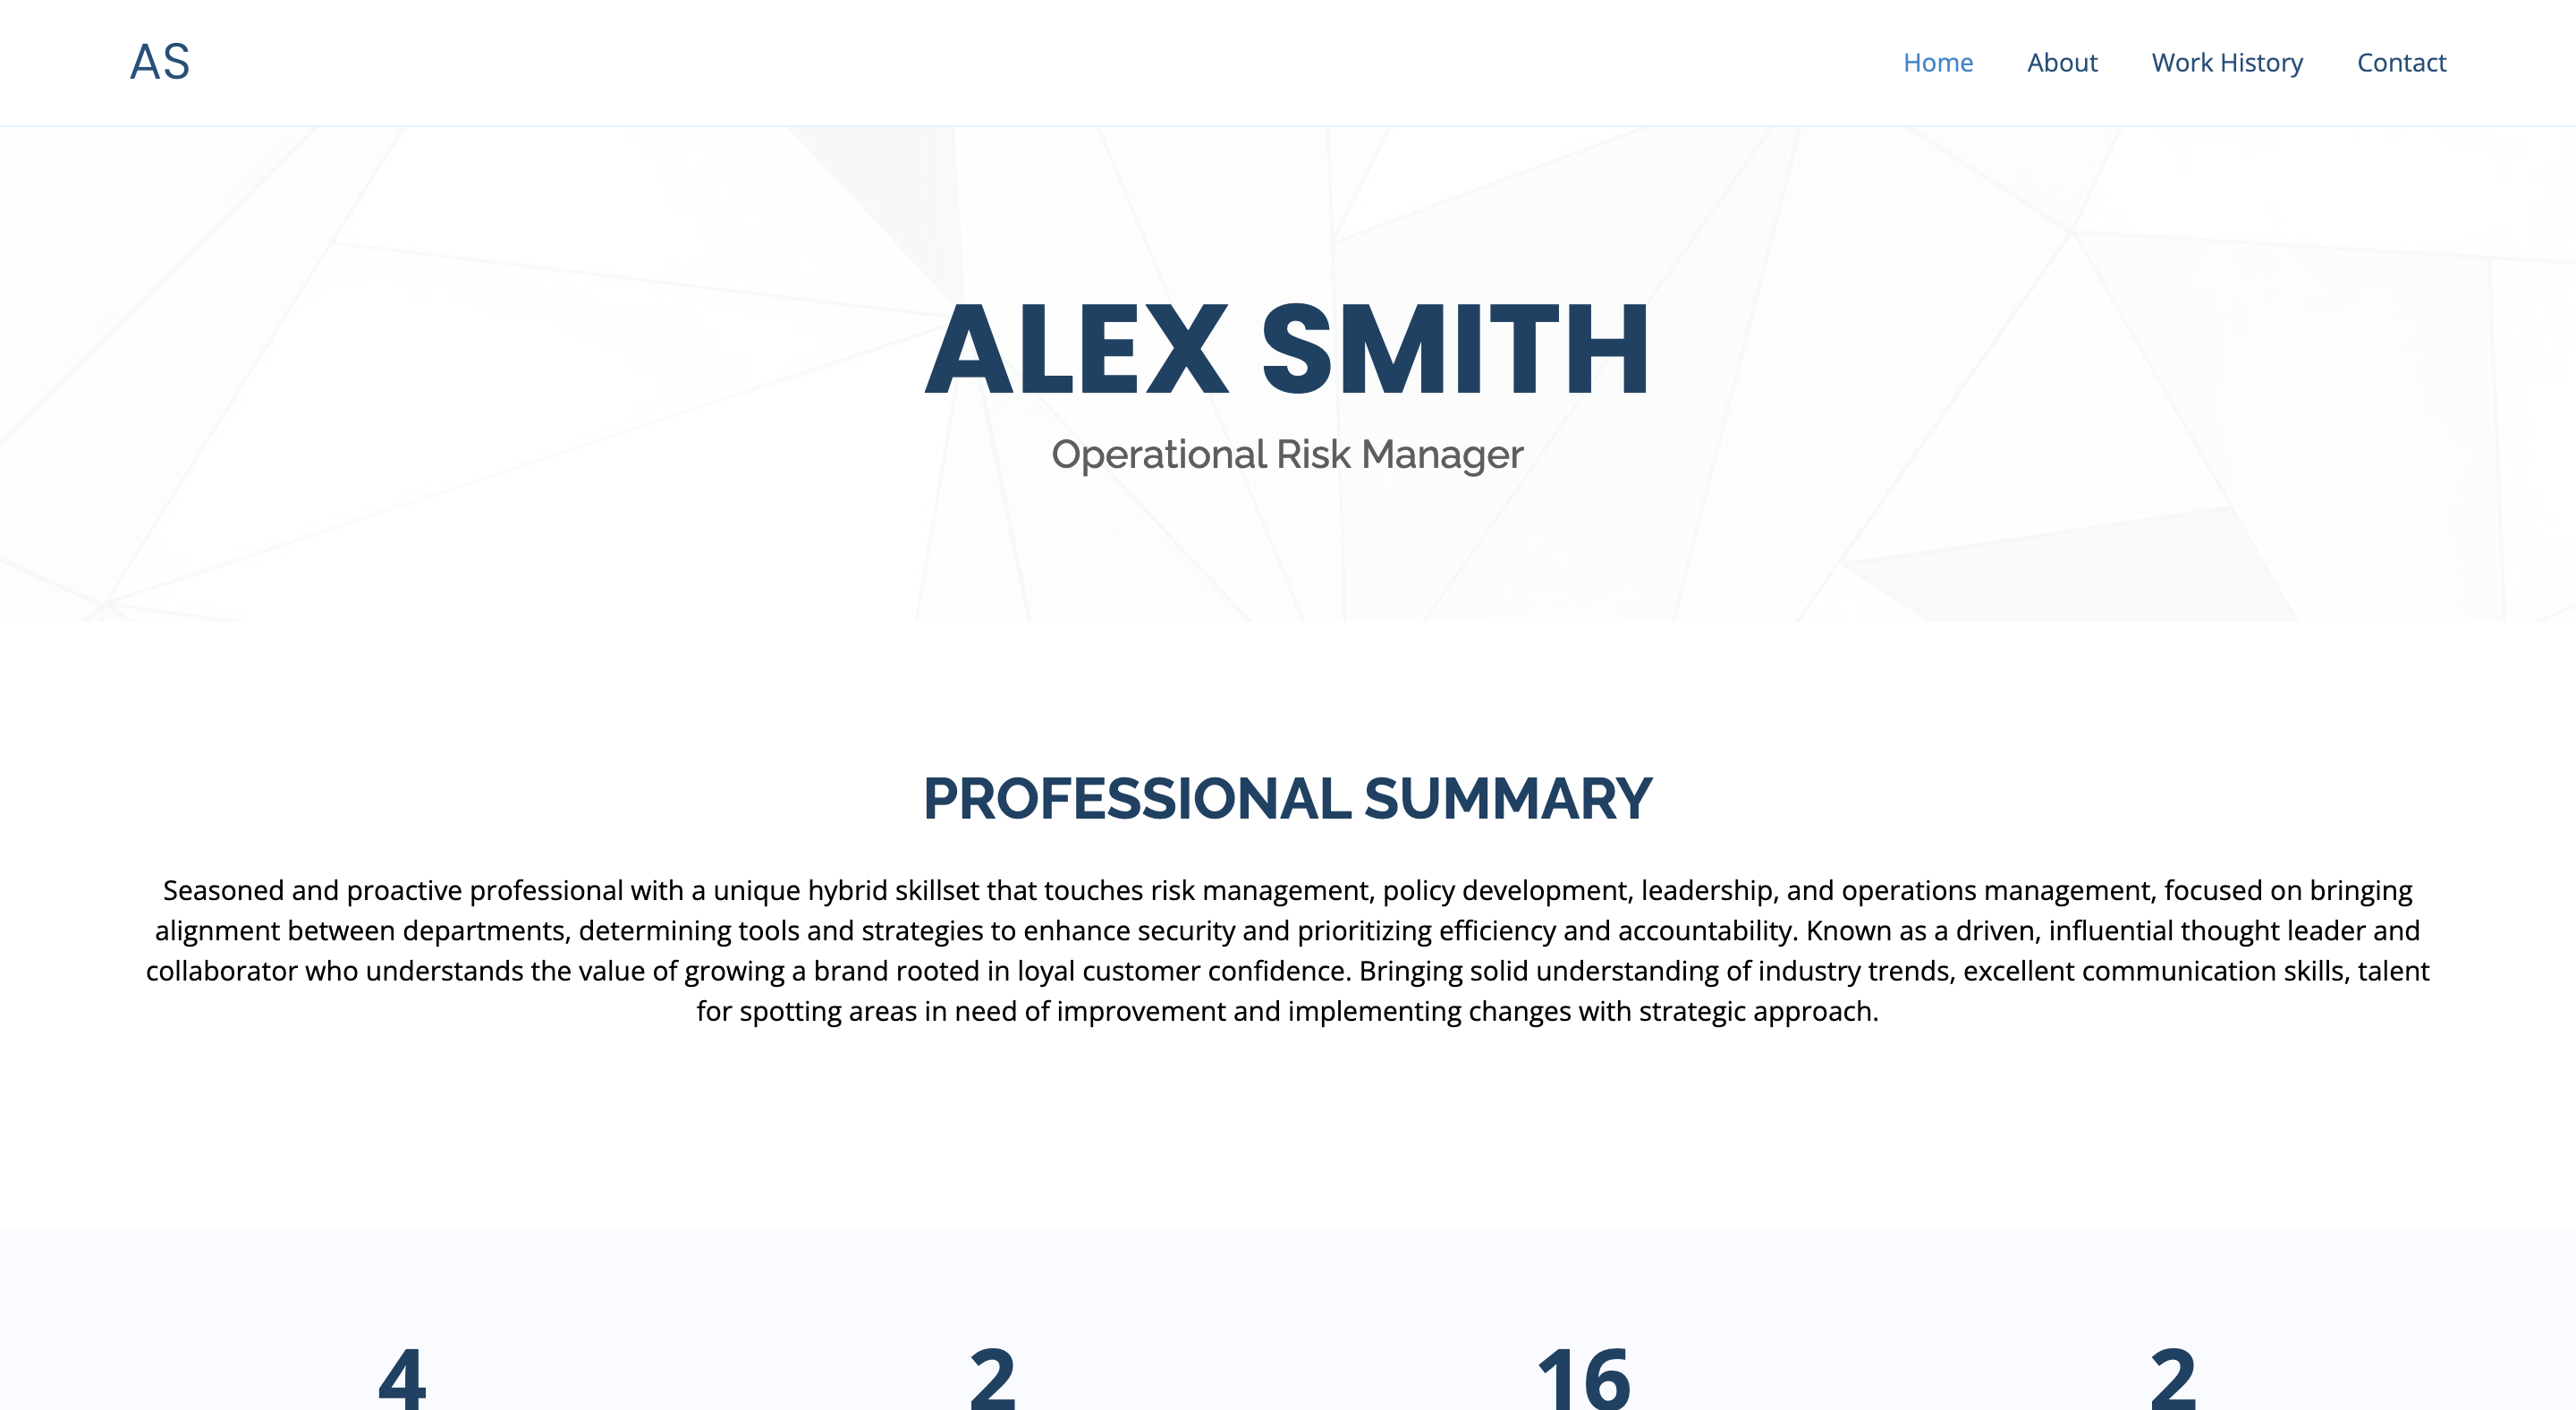 AS
Home About Work History Contact
ALEX SMITH
Operational Risk Manager
PROFESSIONAL SUMMARY
Seasoned and proactive professional with a unique hybrid skillset that touches risk management, policy development, leadership, and operations management, focused on bringing
alignment between departments, determining tools and strategies to enhance security and prioritizing efficiency and accountability. Known as a driven, influential thought leader and
collaborator who understands the value of growing a brand rooted in loyal customer confidence. Bringing solid understanding of industry trends, excellent communication skills, talent
for spotting areas in need of improvement and implementing changes with strategic approach.
4 2 16 2